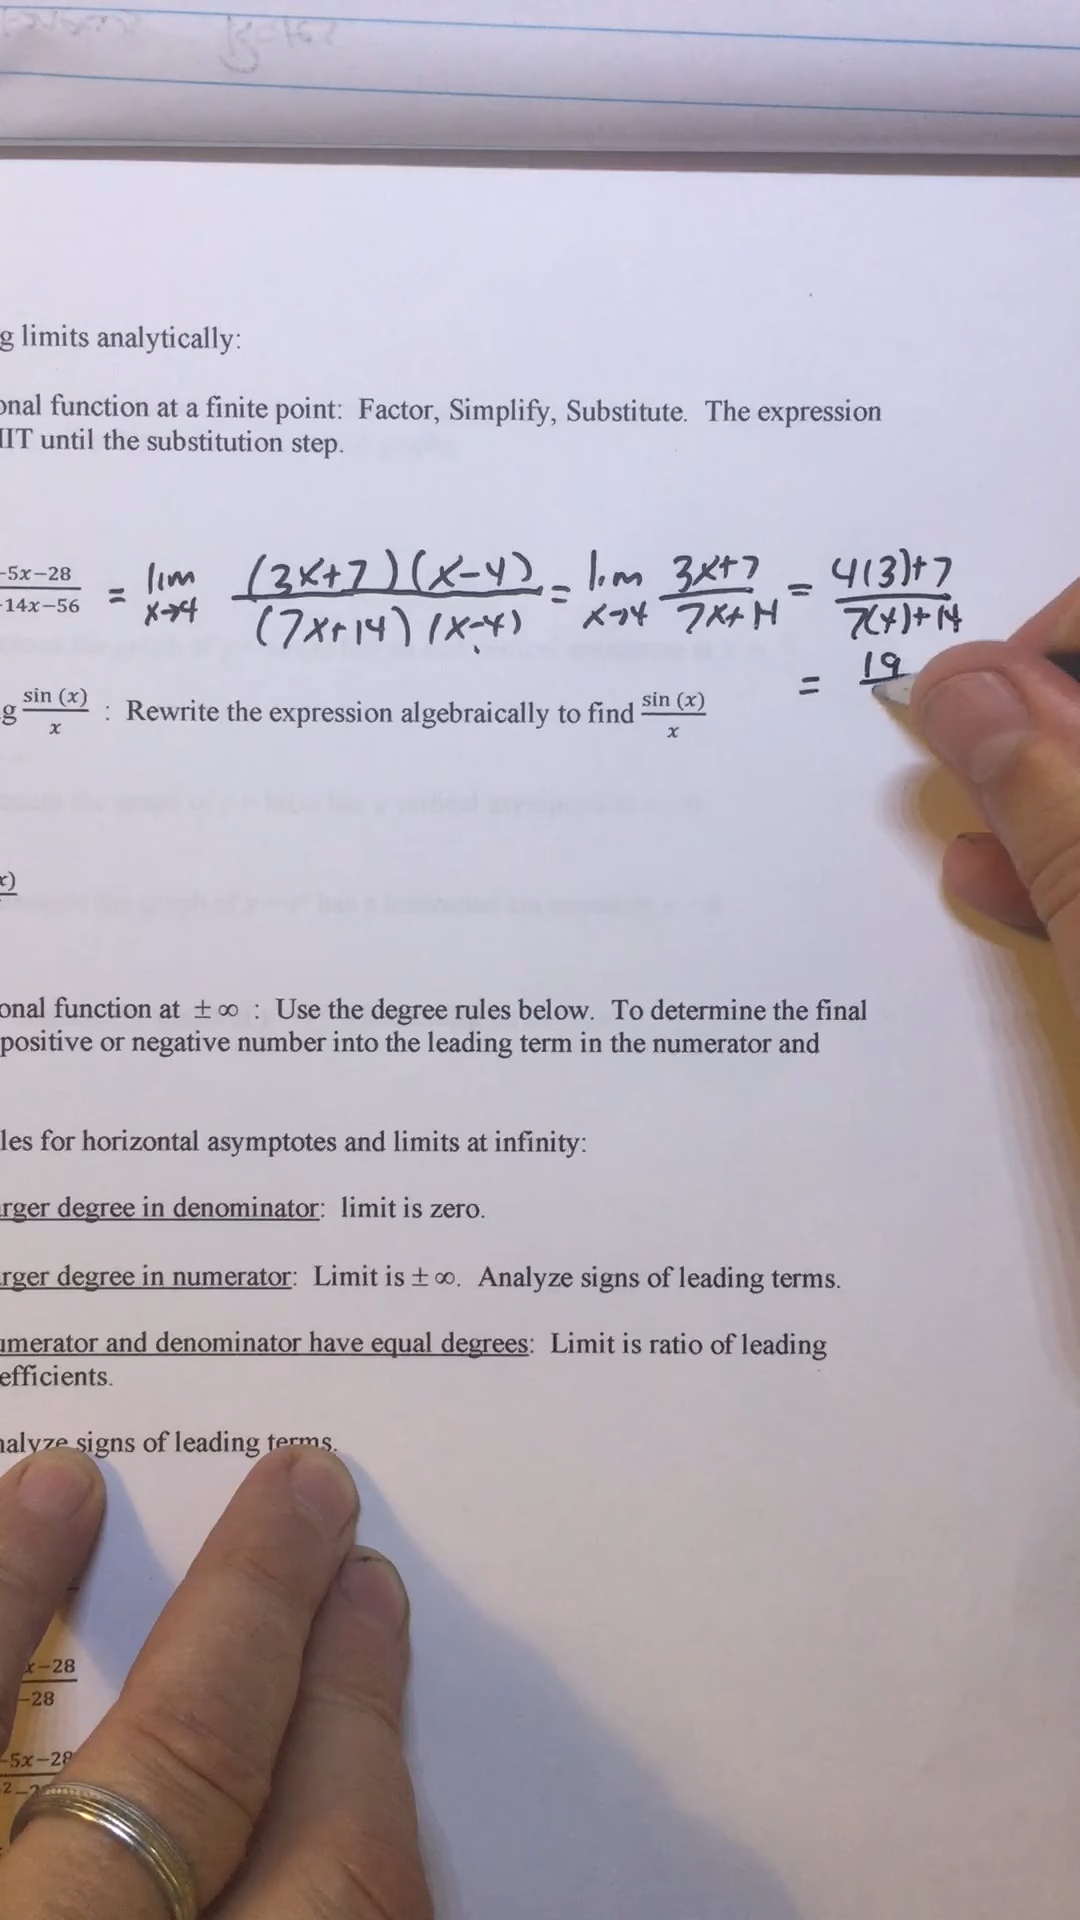 g limits analytically:
onal function at a finite point: Factor, Simplify, Substitute. The expression
IIT until the substitution step.
-5x−28 / 14x−56 = lim x→4 (3x+7)(x-4) / (7x+14)(x-4) = lim x→4 3x+7 / 7x+14 = 4(3)+7 / 7(4)+14
= 19
g sin (x) / x : Rewrite the expression algebraically to find sin (x) / x
x)
onal function at ±∞ : Use the degree rules below. To determine the final
positive or negative number into the leading term in the numerator and
les for horizontal asymptotes and limits at infinity:
rger degree in denominator: limit is zero.
rger degree in numerator: Limit is ±∞. Analyze signs of leading terms.
umerator and denominator have equal degrees: Limit is ratio of leading
efficients.
nalyze signs of leading terms.
x−28
−28
-5x−28